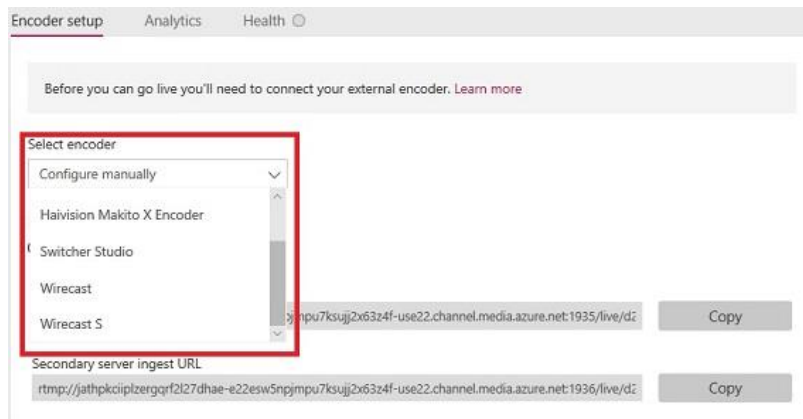 Encoder setup Analytics Health
Before you can go live you'll need to connect your external encoder. Learn more
Select encoder
Configure manually
Haivision Makito X Encoder
Switcher Studio
Wirecast
Wirecast S
ojmpu7ksujj2x63z4f-use22.channel.media.azure.net:1935/live/d2 Copy
Secondary server ingest URL
rtmp://jathpkciiplzergqrf2l27dhae-e22esw5npjmpu7ksujj2x63z4f-use22.channel.media.azure.net:1936/live/d2 Copy